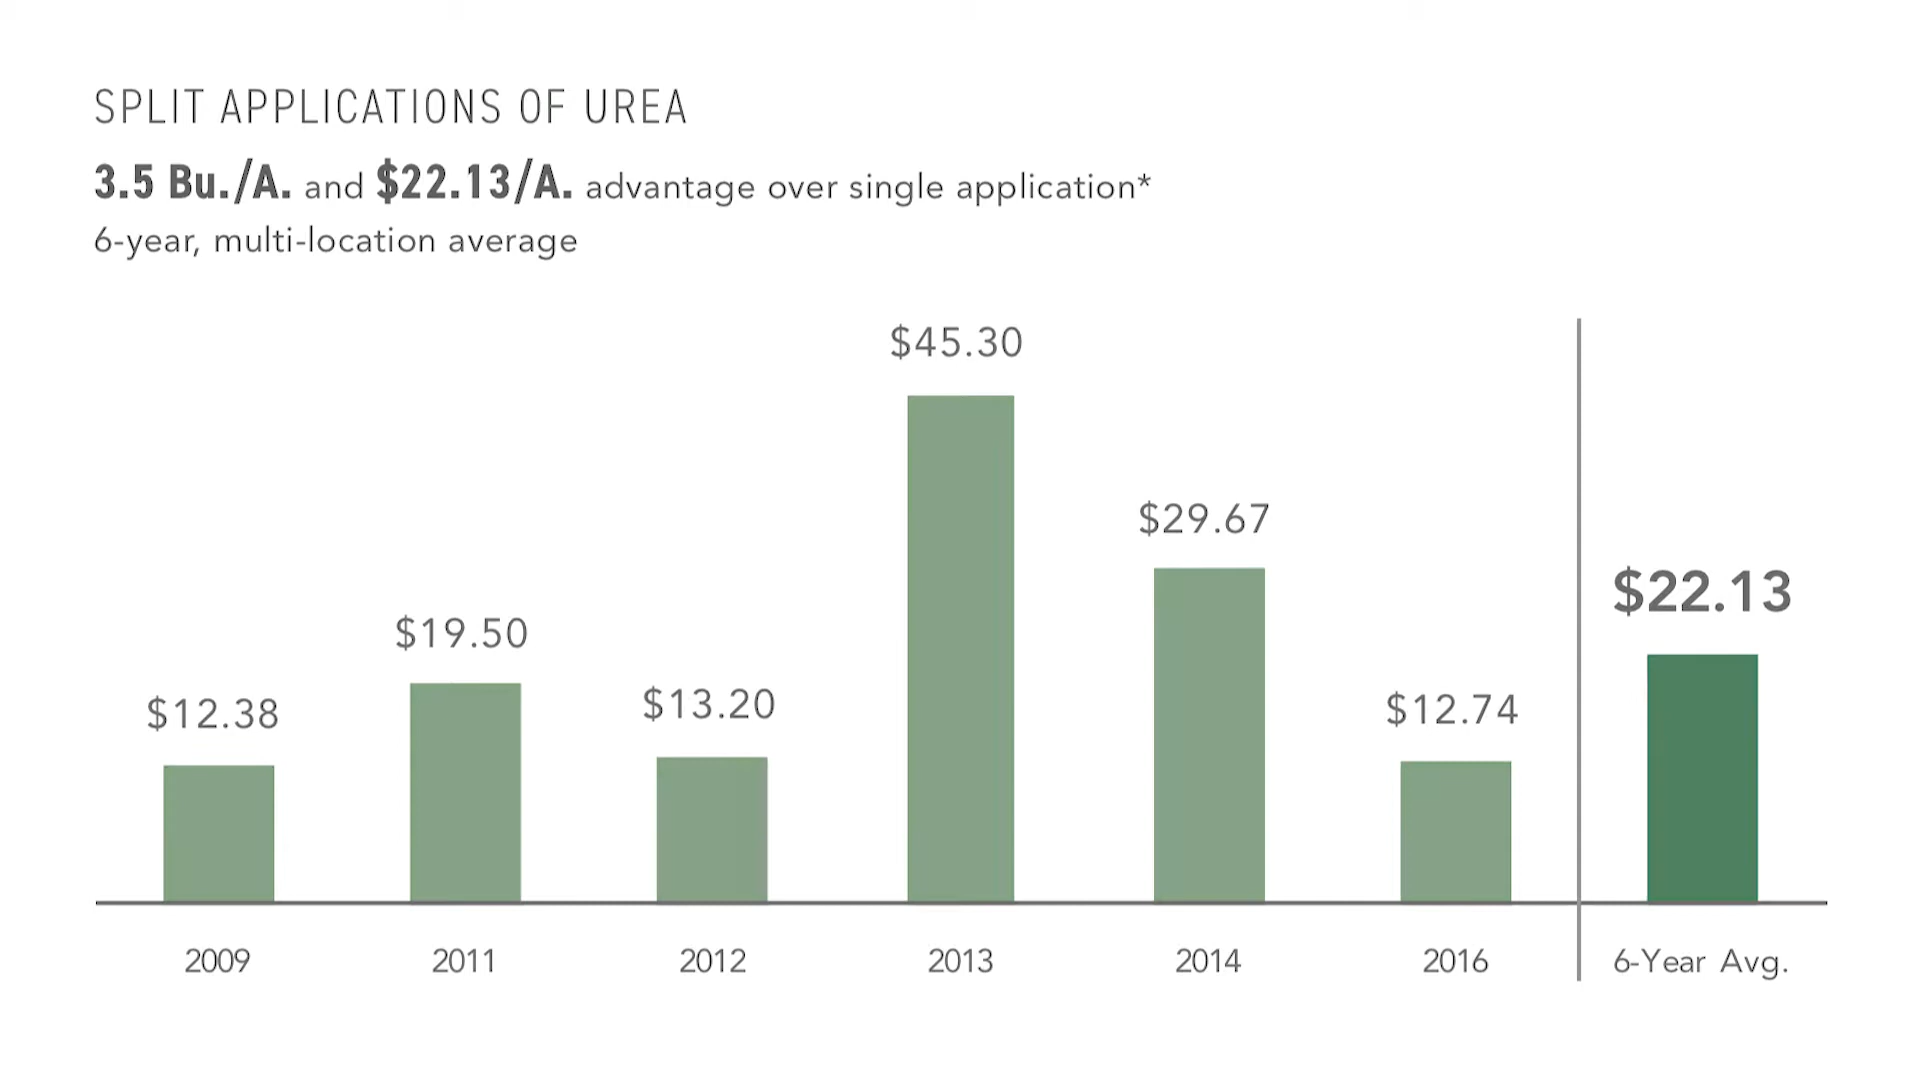 SPLIT APPLICATIONS OF UREA
3.5 Bu./A. and $22.13/A. advantage over single application*
6-year, multi-location average
$45.30
$29.67
$22.13
$19.50
$13.20
$12.74
$12.38
2009 2011 2012 2013 2014 2016 6-Year Avg.